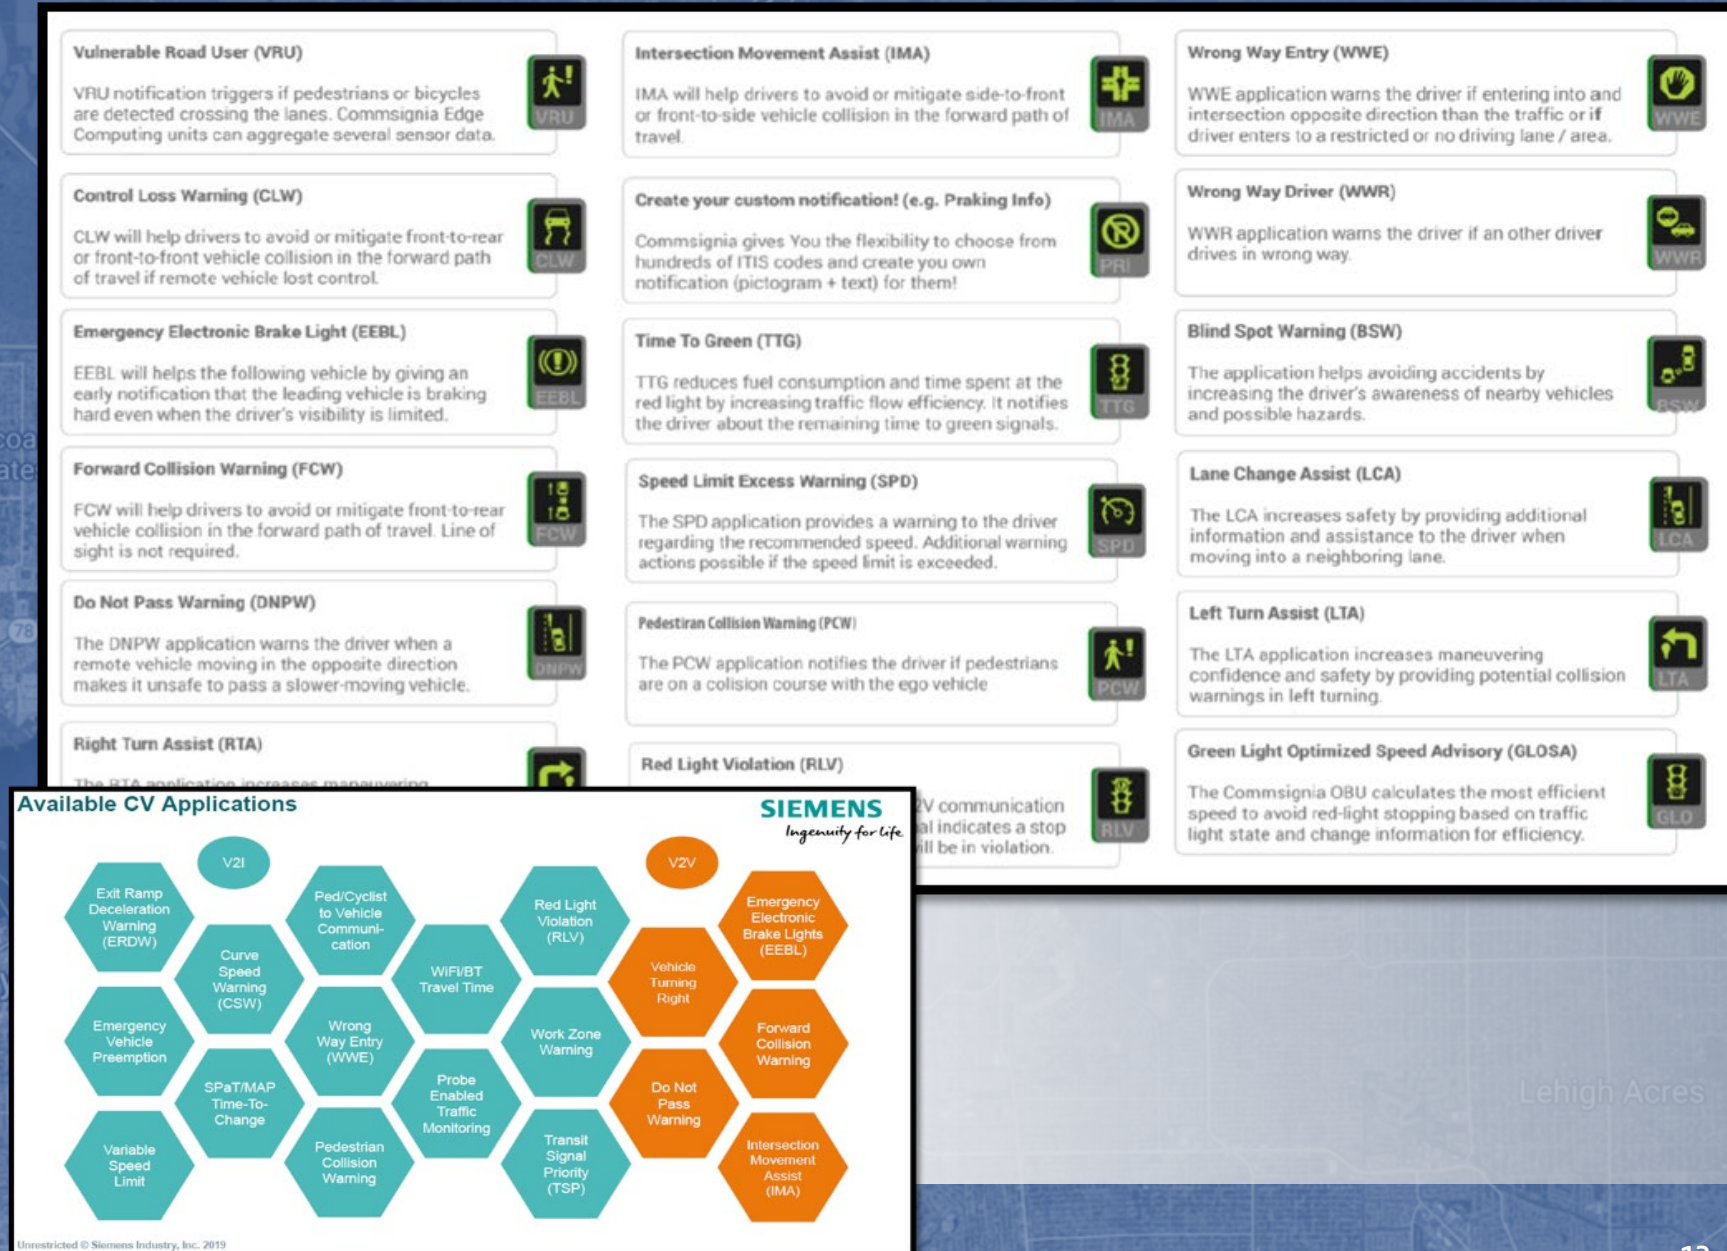 Vulnerable Road User (VRU)
VRU notification triggers if pedestrians or bicycles
are detected crossing the lanes. Commsignia Edge
Computing units can aggregate several sensor data.
VRU
Control Loss Warning (CLW)
CLW will help drivers to avoid or mitigate front-to-rear
or front-to-front vehicle collision in the forward path
of travel if remote vehicle lost control.
CLW
Emergency Electronic Brake Light (EEBL)
EEBL will helps the following vehicle by giving an
early notification that the leading vehicle is braking
hard even when the driver's visibility is limited.
EEBL
Forward Collision Warning (FCW)
FCW will help drivers to avoid or mitigate front-to-rear
vehicle collision in the forward path of travel. Line of
sight is not required.
FCW
Do Not Pass Warning (DNPW)
The DNPW application warns the driver when a
remote vehicle moving in the opposite direction
makes it unsafe to pass a slower-moving vehicle.
DNPW
Right Turn Assist (RTA)
The RTA application increases maneuvering
Intersection Movement Assist (IMA)
IMA will help drivers to avoid or mitigate side-to-front
or front-to-side vehicle collision in the forward path of
travel.
IMA
Create your custom notification! (e.g. Praking Info)
Commsignia gives You the flexibility to choose from
hundreds of ITIS codes and create you own
notification (pictogram + text) for them!
PRI
Time To Green (TTG)
TTG reduces fuel consumption and time spent at the
red light by increasing traffic flow efficiency. It notifies
the driver about the remaining time to green signals.
TTG
Speed Limit Excess Warning (SPD)
The SPD application provides a warning to the driver
regarding the recommended speed. Additional warning
actions possible if the speed limit is exceeded.
SPD
Pedestiran Collision Warning (PCW)
The PCW application notifies the driver if pedestrians
are on a colision course with the ego vehicle
PCW
Red Light Violation (RLV)
2V communication
al indicates a stop
will be in violation.
RLV
Wrong Way Entry (WWE)
WWE application warns the driver if entering into and
intersection opposite direction than the traffic or if
driver enters to a restricted or no driving lane / area.
WWE
Wrong Way Driver (WWR)
WWR application warns the driver if an other driver
drives in wrong way.
WWR
Blind Spot Warning (BSW)
The application helps avoiding accidents by
increasing the driver's awareness of nearby vehicles
and possible hazards.
BSW
Lane Change Assist (LCA)
The LCA increases safety by providing additional
information and assistance to the driver when
moving into a neighboring lane.
LCA
Left Turn Assist (LTA)
The LTA application increases maneuvering
confidence and safety by providing potential collision
warnings in left turning.
LTA
Green Light Optimized Speed Advisory (GLOSA)
The Commsignia OBU calculates the most efficient
speed to avoid red-light stopping based on traffic
light state and change information for efficiency.
GLO
Available CV Applications
SIEMENS
Ingenuity for life
V2I
V2V
Exit Ramp
Deceleration
Warning
(ERDW)
Curve
Speed
Warning
(CSW)
Ped/Cyclist
to Vehicle
Communi-
cation
WiFI/BT
Travel Time
Red Light
Violation
(RLV)
Vehicle
Turning
Right
Emergency
Electronic
Brake Lights
(EEBL)
Emergency
Vehicle
Preemption
SPaT/MAP
Time-To-
Change
Wrong
Way Entry
(WWE)
Probe
Enabled
Traffic
Monitoring
Work Zone
Warning
Do Not
Pass
Warning
Forward
Collision
Warning
Variable
Speed
Limit
Pedestrian
Collision
Warning
Transit
Signal
Priority
(TSP)
Intersection
Movement
Assist
(IMA)
Unrestricted © Siemens Industry, Inc. 2019
78
Lehigh Acres